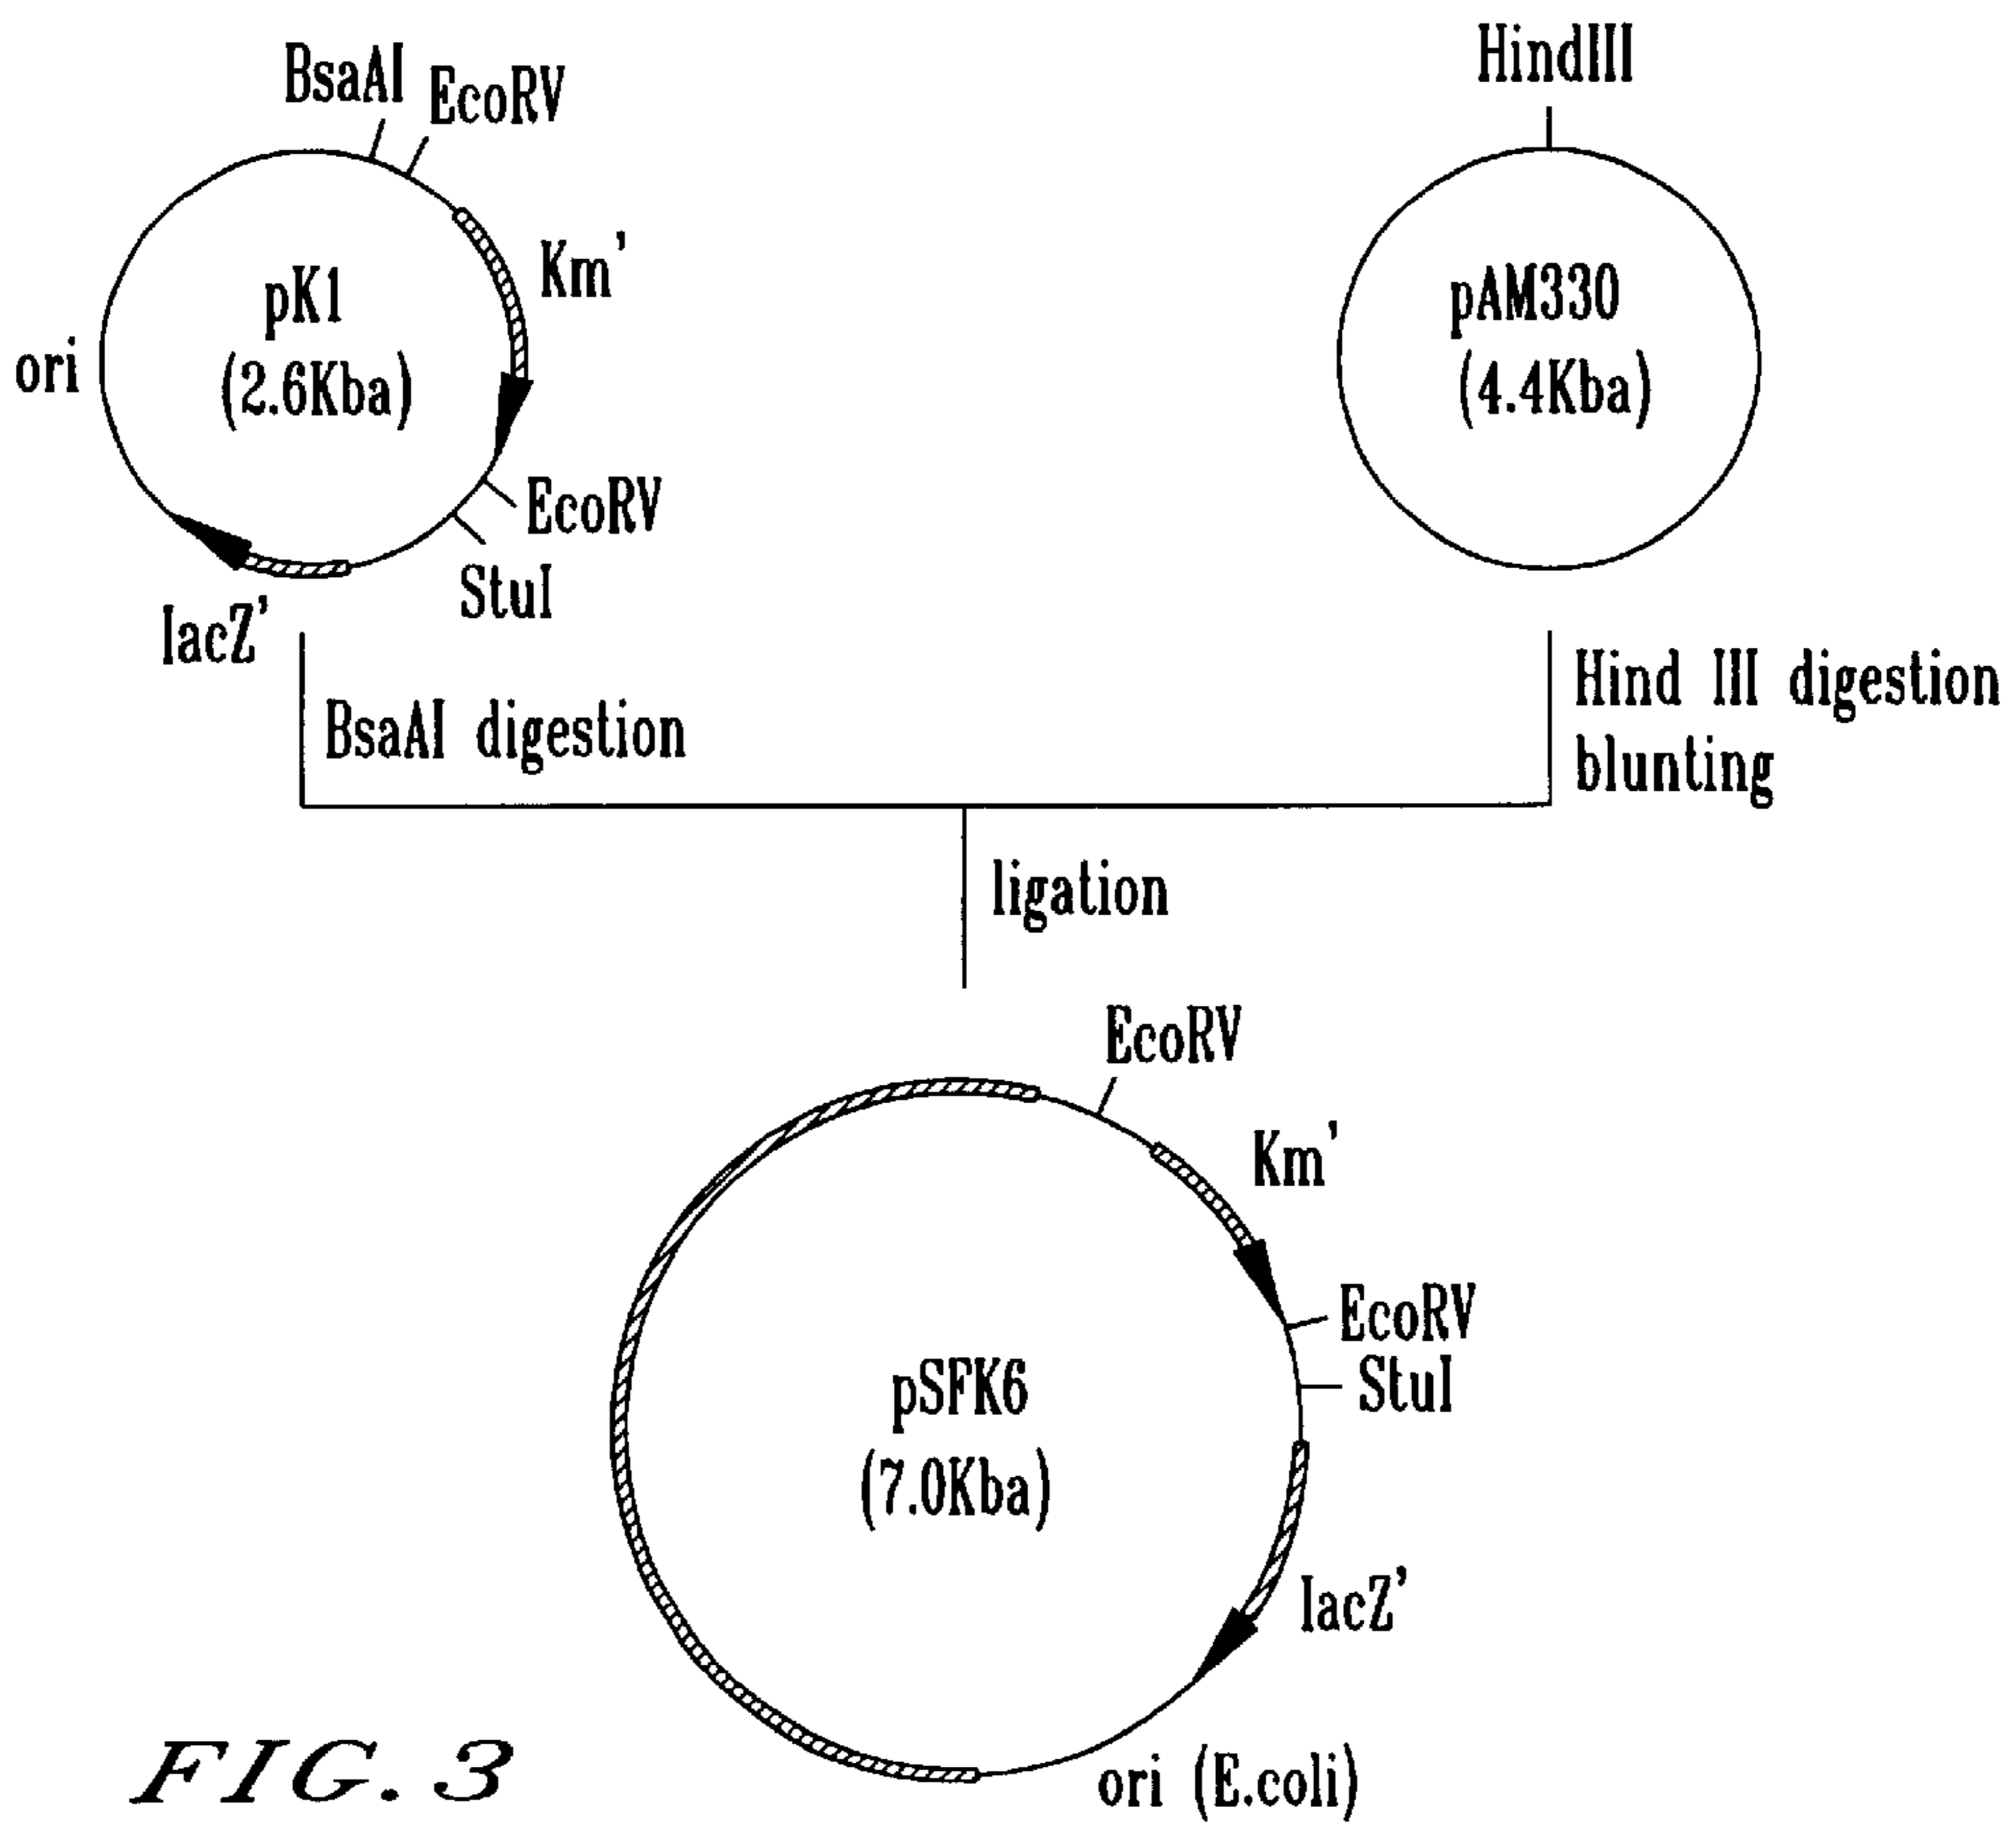 BsaAI
EcoRV
HindIII
Km'
pK1
(2.6Kba)
ori
pAM330
(4.4Kba)
EcoRV
StuI
lacZ'
BsaAI digestion
Hind III digestion
blunting
ligation
EcoRV
Km'
EcoRV
StuI
pSFK6
(7.0Kba)
lacZ'
ori (E.coli)
FIG. 3